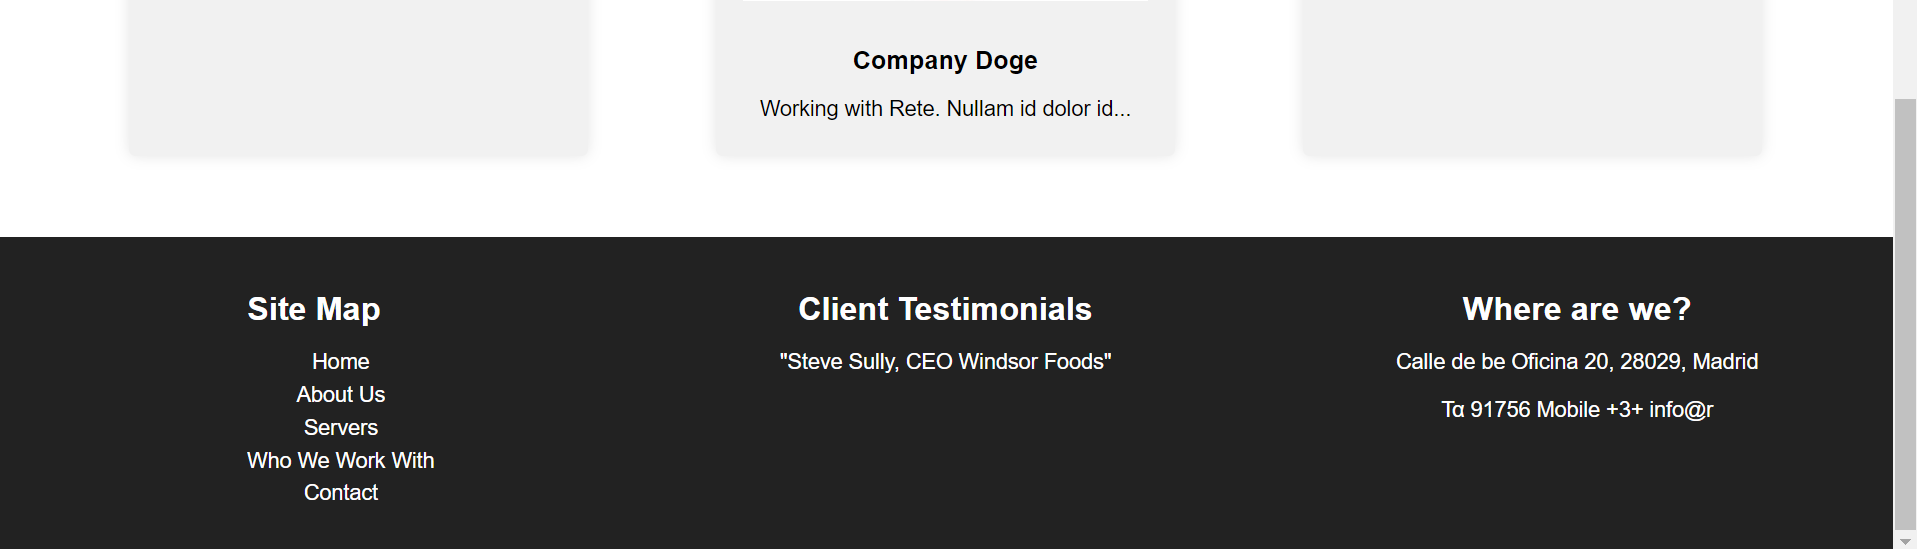 Company Doge
Working with Rete. Nullam id dolor id...
Site Map
Home
About Us
Servers
Who We Work With
Contact
Client Testimonials
"Steve Sully, CEO Windsor Foods"
Where are we?
Calle de be Oficina 20, 28029, Madrid
Tα 91756 Mobile +3+ info@r